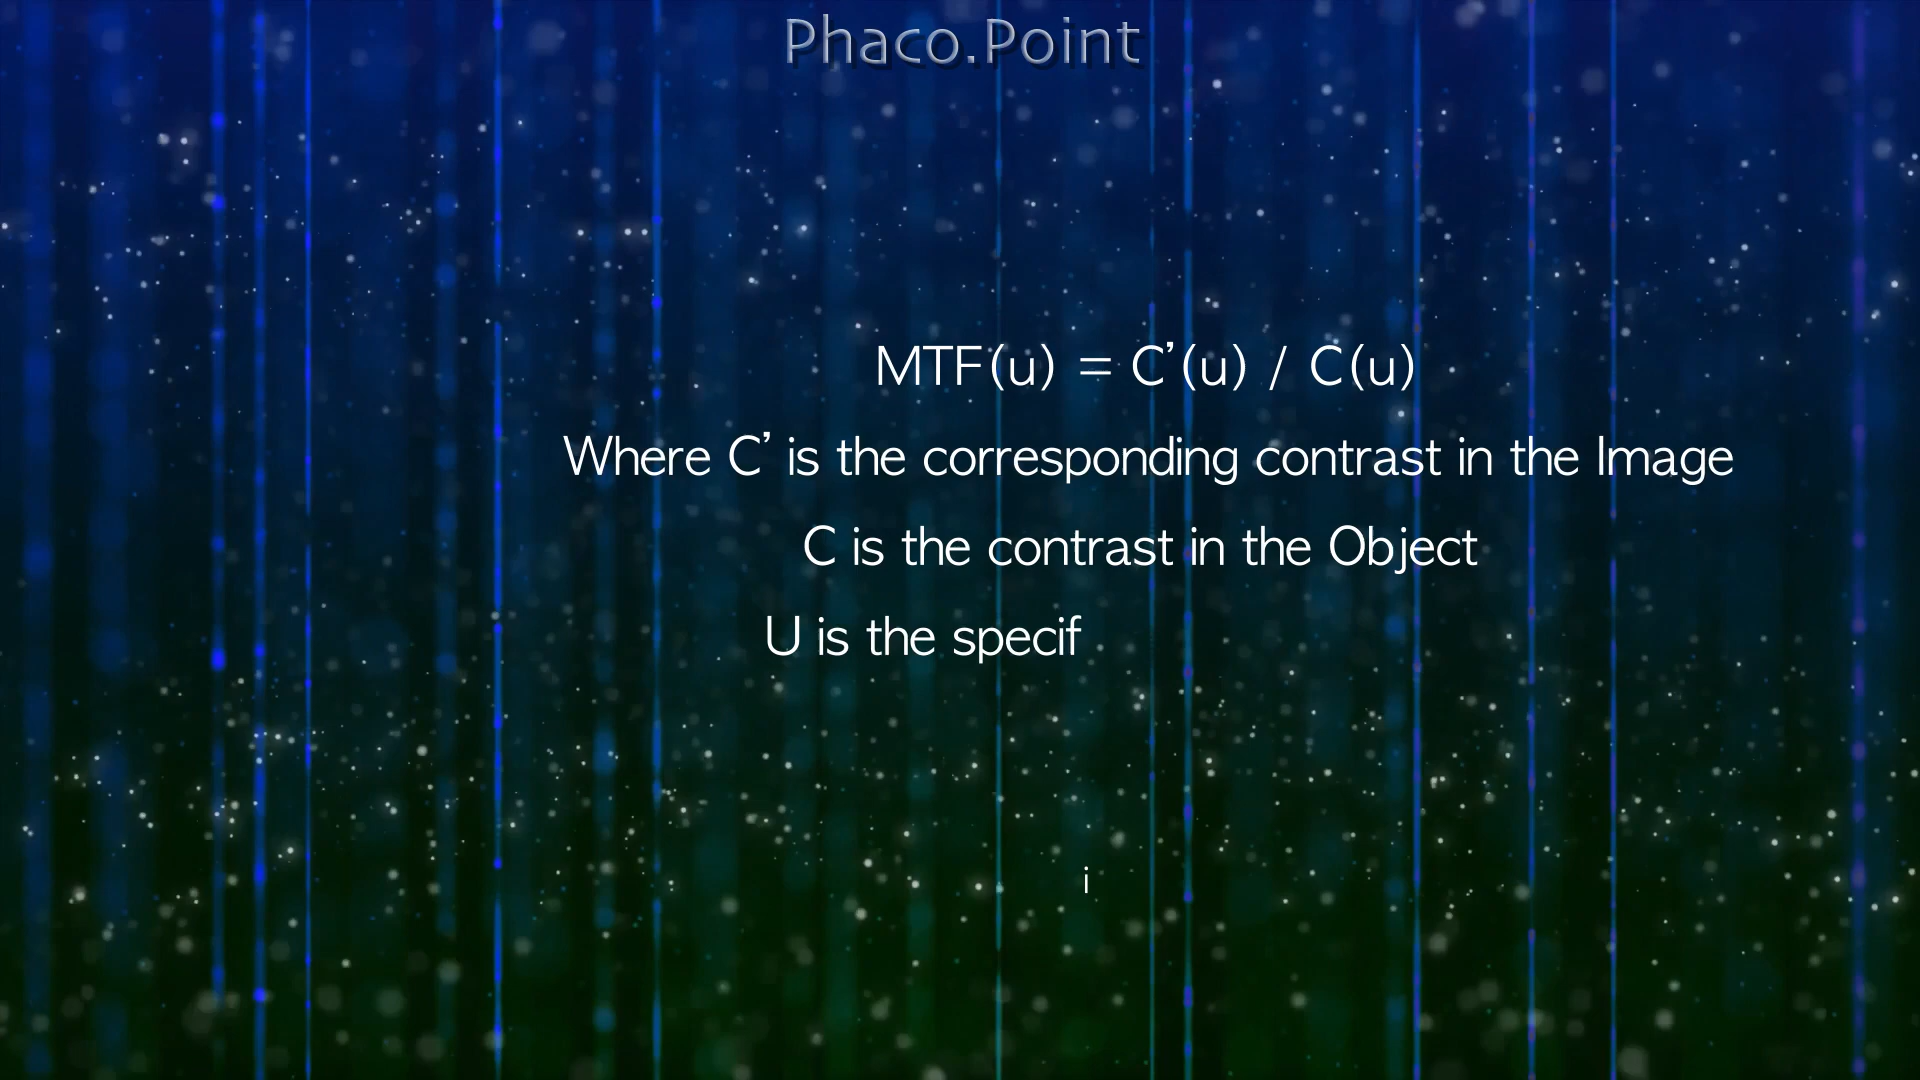 Phaco.Point
MTF(u) = C’(u) / C(u)
Where C’ is the corresponding contrast in the Image
C is the contrast in the Object
U is the specif
i